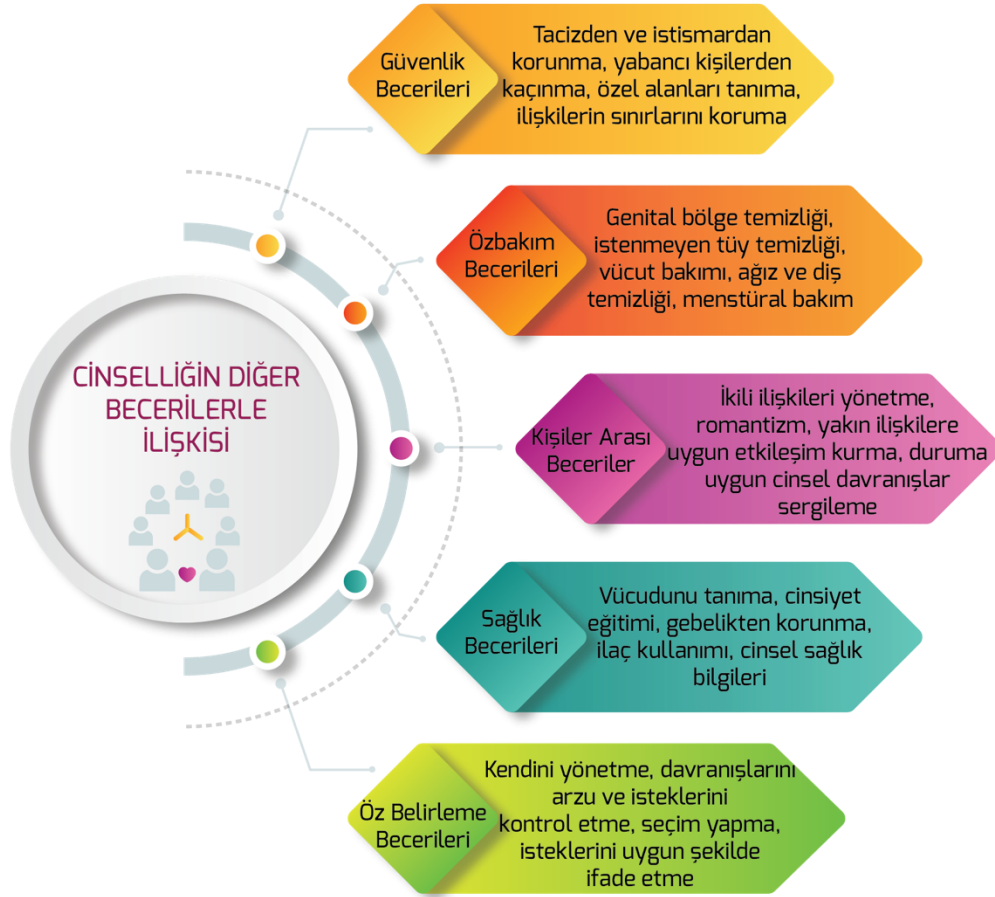 CİNSELLİĞİN DİĞER
BECERİLERLE
İLİŞKİSİ
Güvenlik
Becerileri
Tacizden ve istismardan
korunma, yabancı kişilerden
kaçınma, özel alanları tanıma,
ilişkilerin sınırlarını koruma
Özbakım
Becerileri
Genital bölge temizliği,
istenmeyen tüy temizliği,
vücut bakımı, ağız ve diş
temizliği, menstüral bakım
Kişiler Arası
Beceriler
İkili ilişkileri yönetme,
romantizm, yakın ilişkilere
uygun etkileşim kurma, duruma
uygun cinsel davranışlar
sergileme
Sağlık
Becerileri
Vücudunu tanıma, cinsiyet
eğitimi, gebelikten korunma,
ilaç kullanımı, cinsel sağlık
bilgileri
Öz Belirleme
Becerileri
Kendini yönetme, davranışlarını
arzu ve isteklerini
kontrol etme, seçim yapma,
isteklerini uygun şekilde
ifade etme